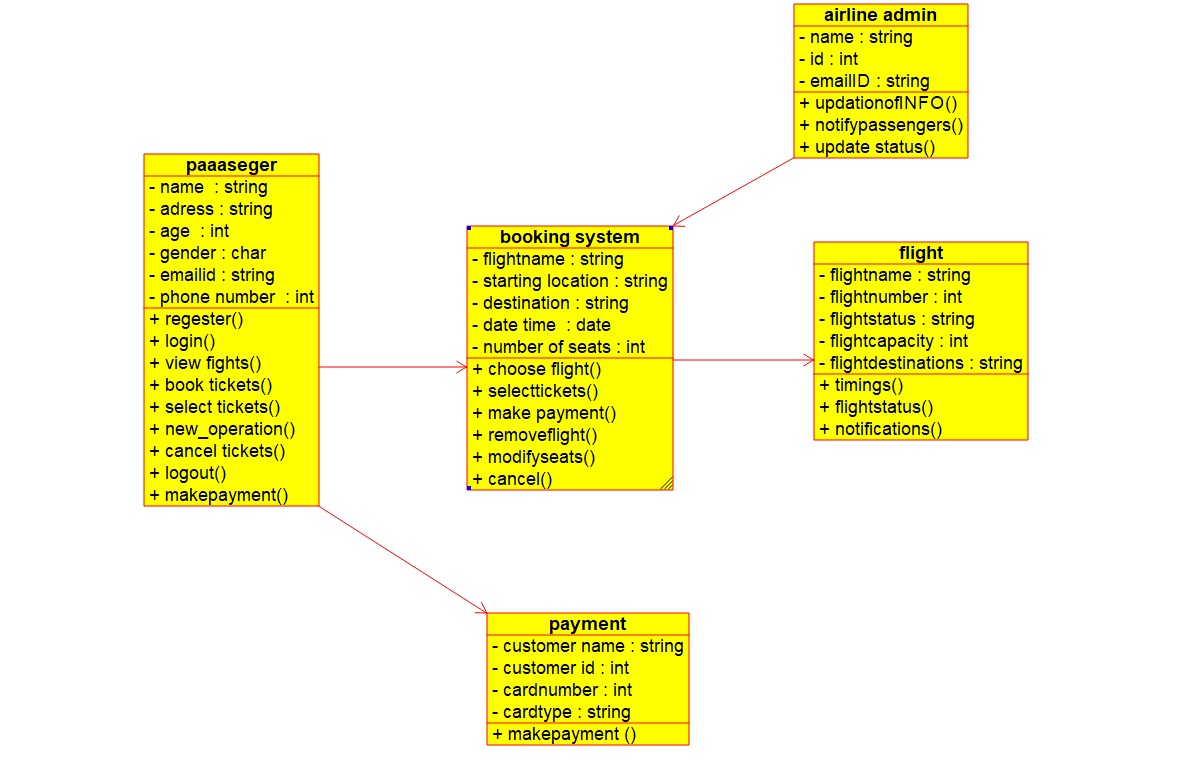 airline admin
- name : string
- id : int
- emailID : string
+ updationofINFO()
+ notifypassengers()
+ update status()
paaaseger
- name  : string
- adress : string
- age  : int
- gender : char
- emailid : string
- phone number  : int
+ regester()
+ login()
+ view fights()
+ book tickets()
+ select tickets()
+ new_operation()
+ cancel tickets()
+ logout()
+ makepayment()
booking system
- flightname : string
- starting location : string
- destination : string
- date time  : date
- number of seats : int
+ choose flight()
+ selecttickets()
+ make payment()
+ removeflight()
+ modifyseats()
+ cancel()
flight
- flightname : string
- flightnumber : int
- flightstatus : string
- flightcapacity : int
- flightdestinations : string
+ timings()
+ flightstatus()
+ notifications()
payment
- customer name : string
- customer id : int
- cardnumber : int
- cardtype : string
+ makepayment ()